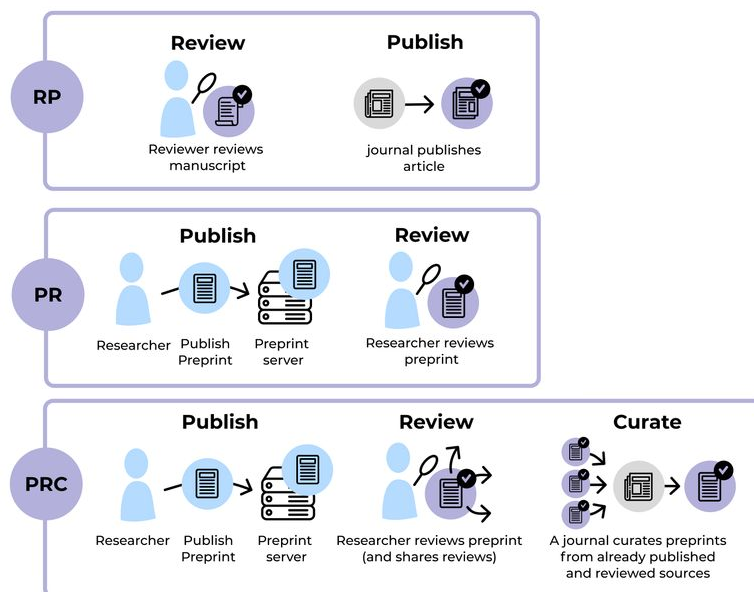 RP
Review
Publish
Reviewer reviews
manuscript
journal publishes
article
PR
Publish
Review
Researcher
Publish
Preprint
Preprint
server
Researcher reviews
preprint
PRC
Publish
Review
Curate
Researcher
Publish
Preprint
Preprint
server
Researcher reviews preprint
(and shares reviews)
A journal curates preprints
from already published
and reviewed sources